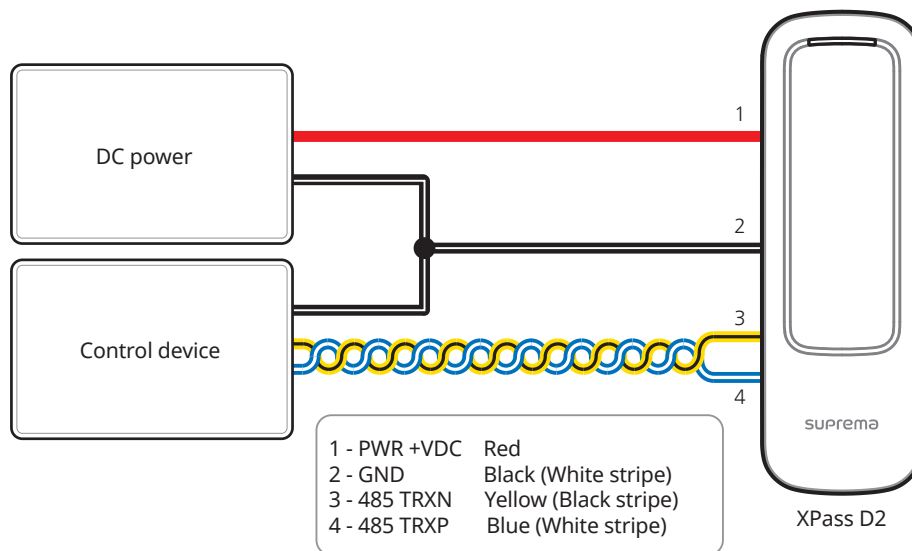 DC power
1
2
Control device
3
4
suprema
XPass D2
1 - PWR +VDC Red
2 - GND Black (White stripe)
3 - 485 TRXN Yellow (Black stripe)
4 - 485 TRXP Blue (White stripe)